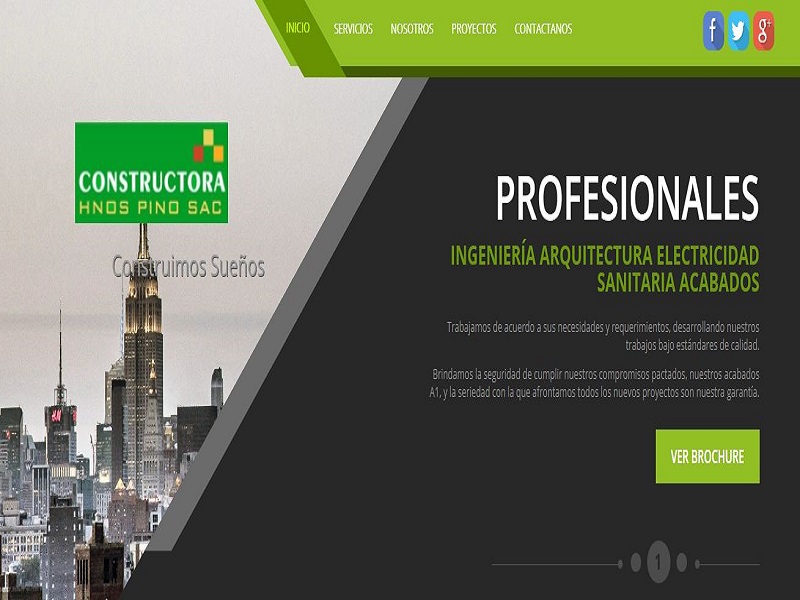 INICIO SERVICIOS NOSOTROS PROYECTOS CONTACTANOS
f g+
CONSTRUCTORA
HNOS PINO SAC
Construimos Sueños
H&M
PROFESIONALES
INGENIERÍA ARQUITECTURA ELECTRICIDAD
SANITARIA ACABADOS
Trabajamos de acuerdo a sus necesidades y requerimientos, desarrollando nuestros
trabajos bajo estándares de calidad.
Brindamos la seguridad de cumplir nuestros compromisos pactados, nuestros acabados
A1, y la seriedad con la que afrontamos todos los nuevos proyectos son nuestra garantía.
VER BROCHURE
1